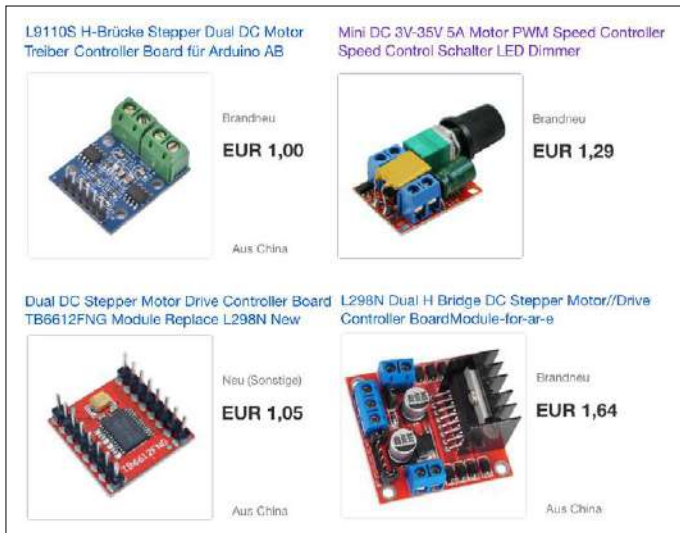 L9110S H-Brücke Stepper Dual DC Motor
Treiber Controller Board für Arduino AB
Brandneu
EUR 1,00
Aus China
Mini DC 3V-35V 5A Motor PWM Speed Controller
Speed Control Schalter LED Dimmer
Brandneu
EUR 1,29
Dual DC Stepper Motor Drive Controller Board
TB6612FNG Module Replace L298N New
Neu (Sonstige)
EUR 1,05
TB6612FNG
Aus China
L298N Dual H Bridge DC Stepper Motor//Drive
Controller BoardModule-for-ar-e
Brandneu
EUR 1,64
Aus China